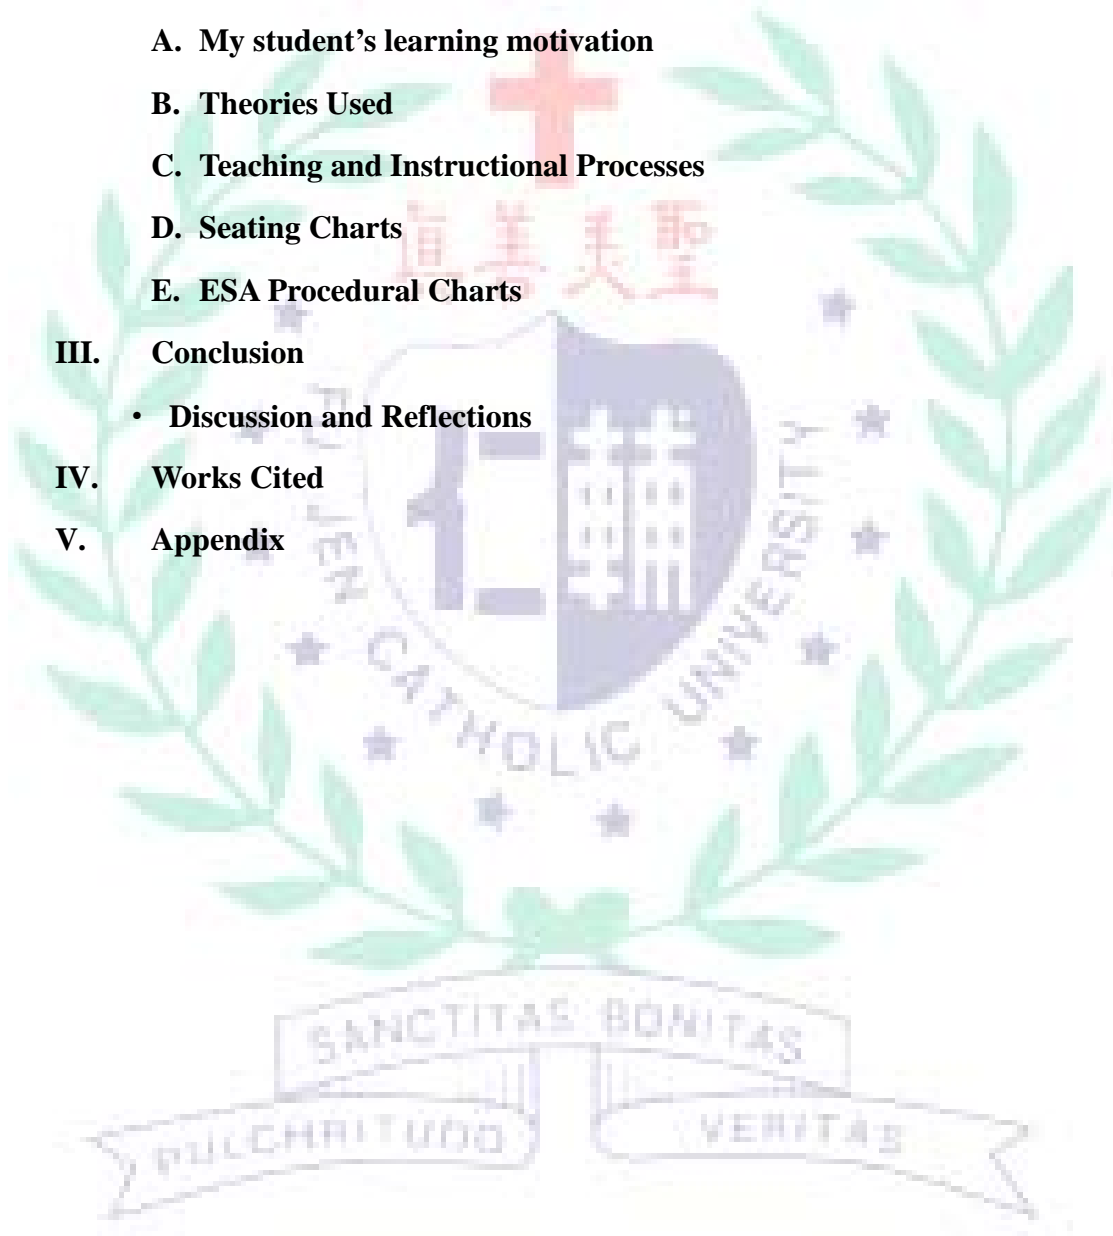 A. My student’s learning motivation
B. Theories Used
C. Teaching and Instructional Processes
真善美聖
D. Seating Charts
E. ESA Procedural Charts
III. Conclusion
• Discussion and Reflections
IV. Works Cited
V. Appendix
FU JEN CATHOLIC UNIVERSITY
仁輔
SANCTITAS BONITAS
PULCHRITUDO VERITAS